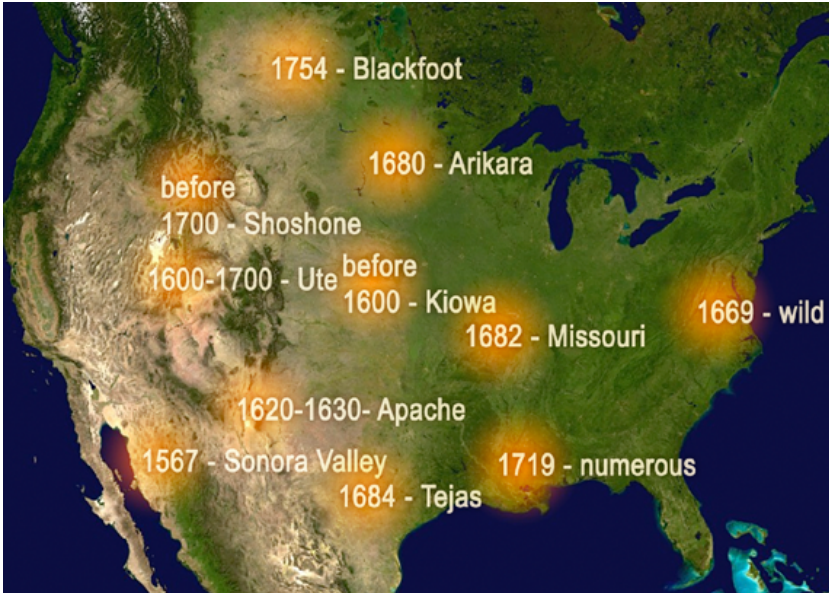 1754 - Blackfoot
1680 - Arikara
before
1700 - Shoshone
1600-1700 - Ute
before
1600 - Kiowa
1669 - wild
1682 - Missouri
1620-1630- Apache
1567 - Sonora Valley
1719 - numerous
1684 - Tejas